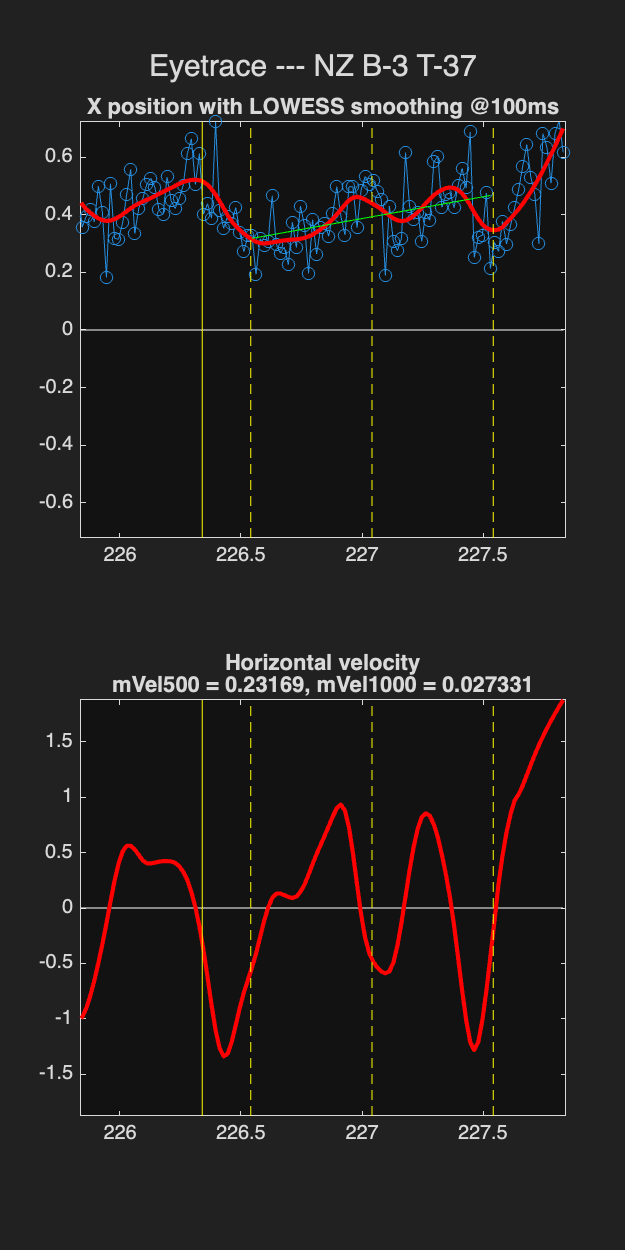 Eyetrace --- NZ B-3 T-37
X position with LOWESS smoothing @100ms
0.6
0.4
0.2
0
-0.2
-0.4
-0.6
226 226.5 227 227.5
Horizontal velocity
mVel500 = 0.23169, mVel1000 = 0.027331
1.5
1
0.5
0
-0.5
-1
-1.5
226 226.5 227 227.5